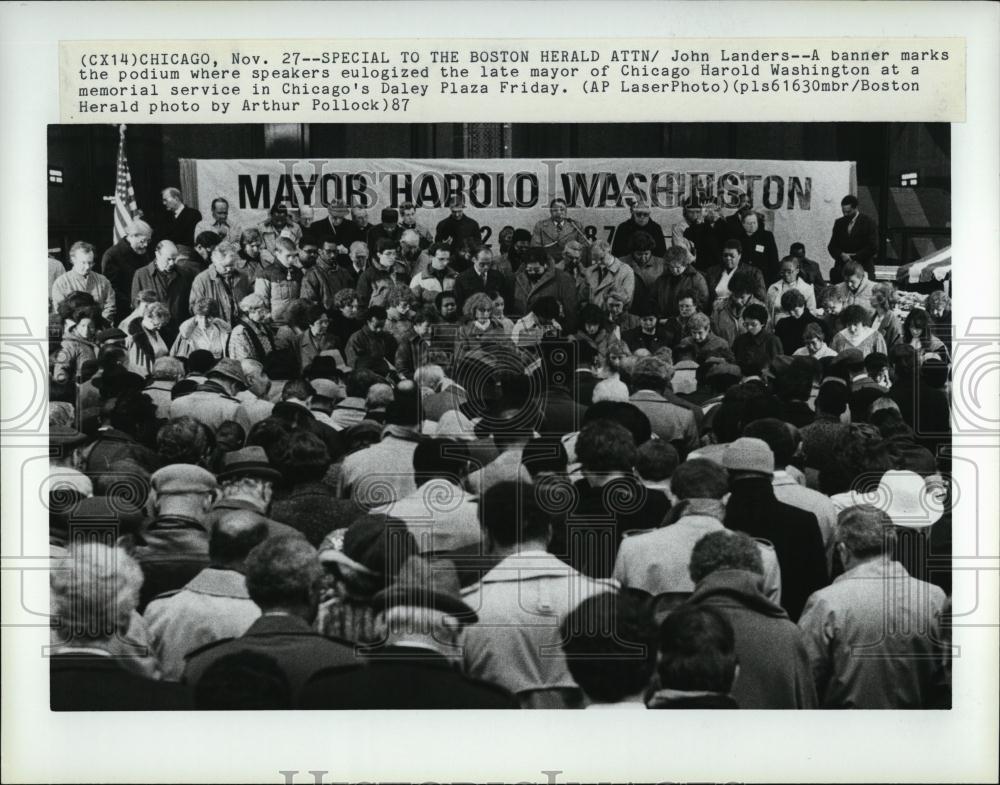 (CX14)CHICAGO, Nov. 27--SPECIAL TO THE BOSTON HERALD ATTN/ John Landers--A banner marks
the podium where speakers eulogized the late mayor of Chicago Harold Washington at a
memorial service in Chicago's Daley Plaza Friday. (AP LaserPhoto)(pls61630mbr/Boston
Herald photo by Arthur Pollock)87
MAYOR HAROLD WASHINGTON